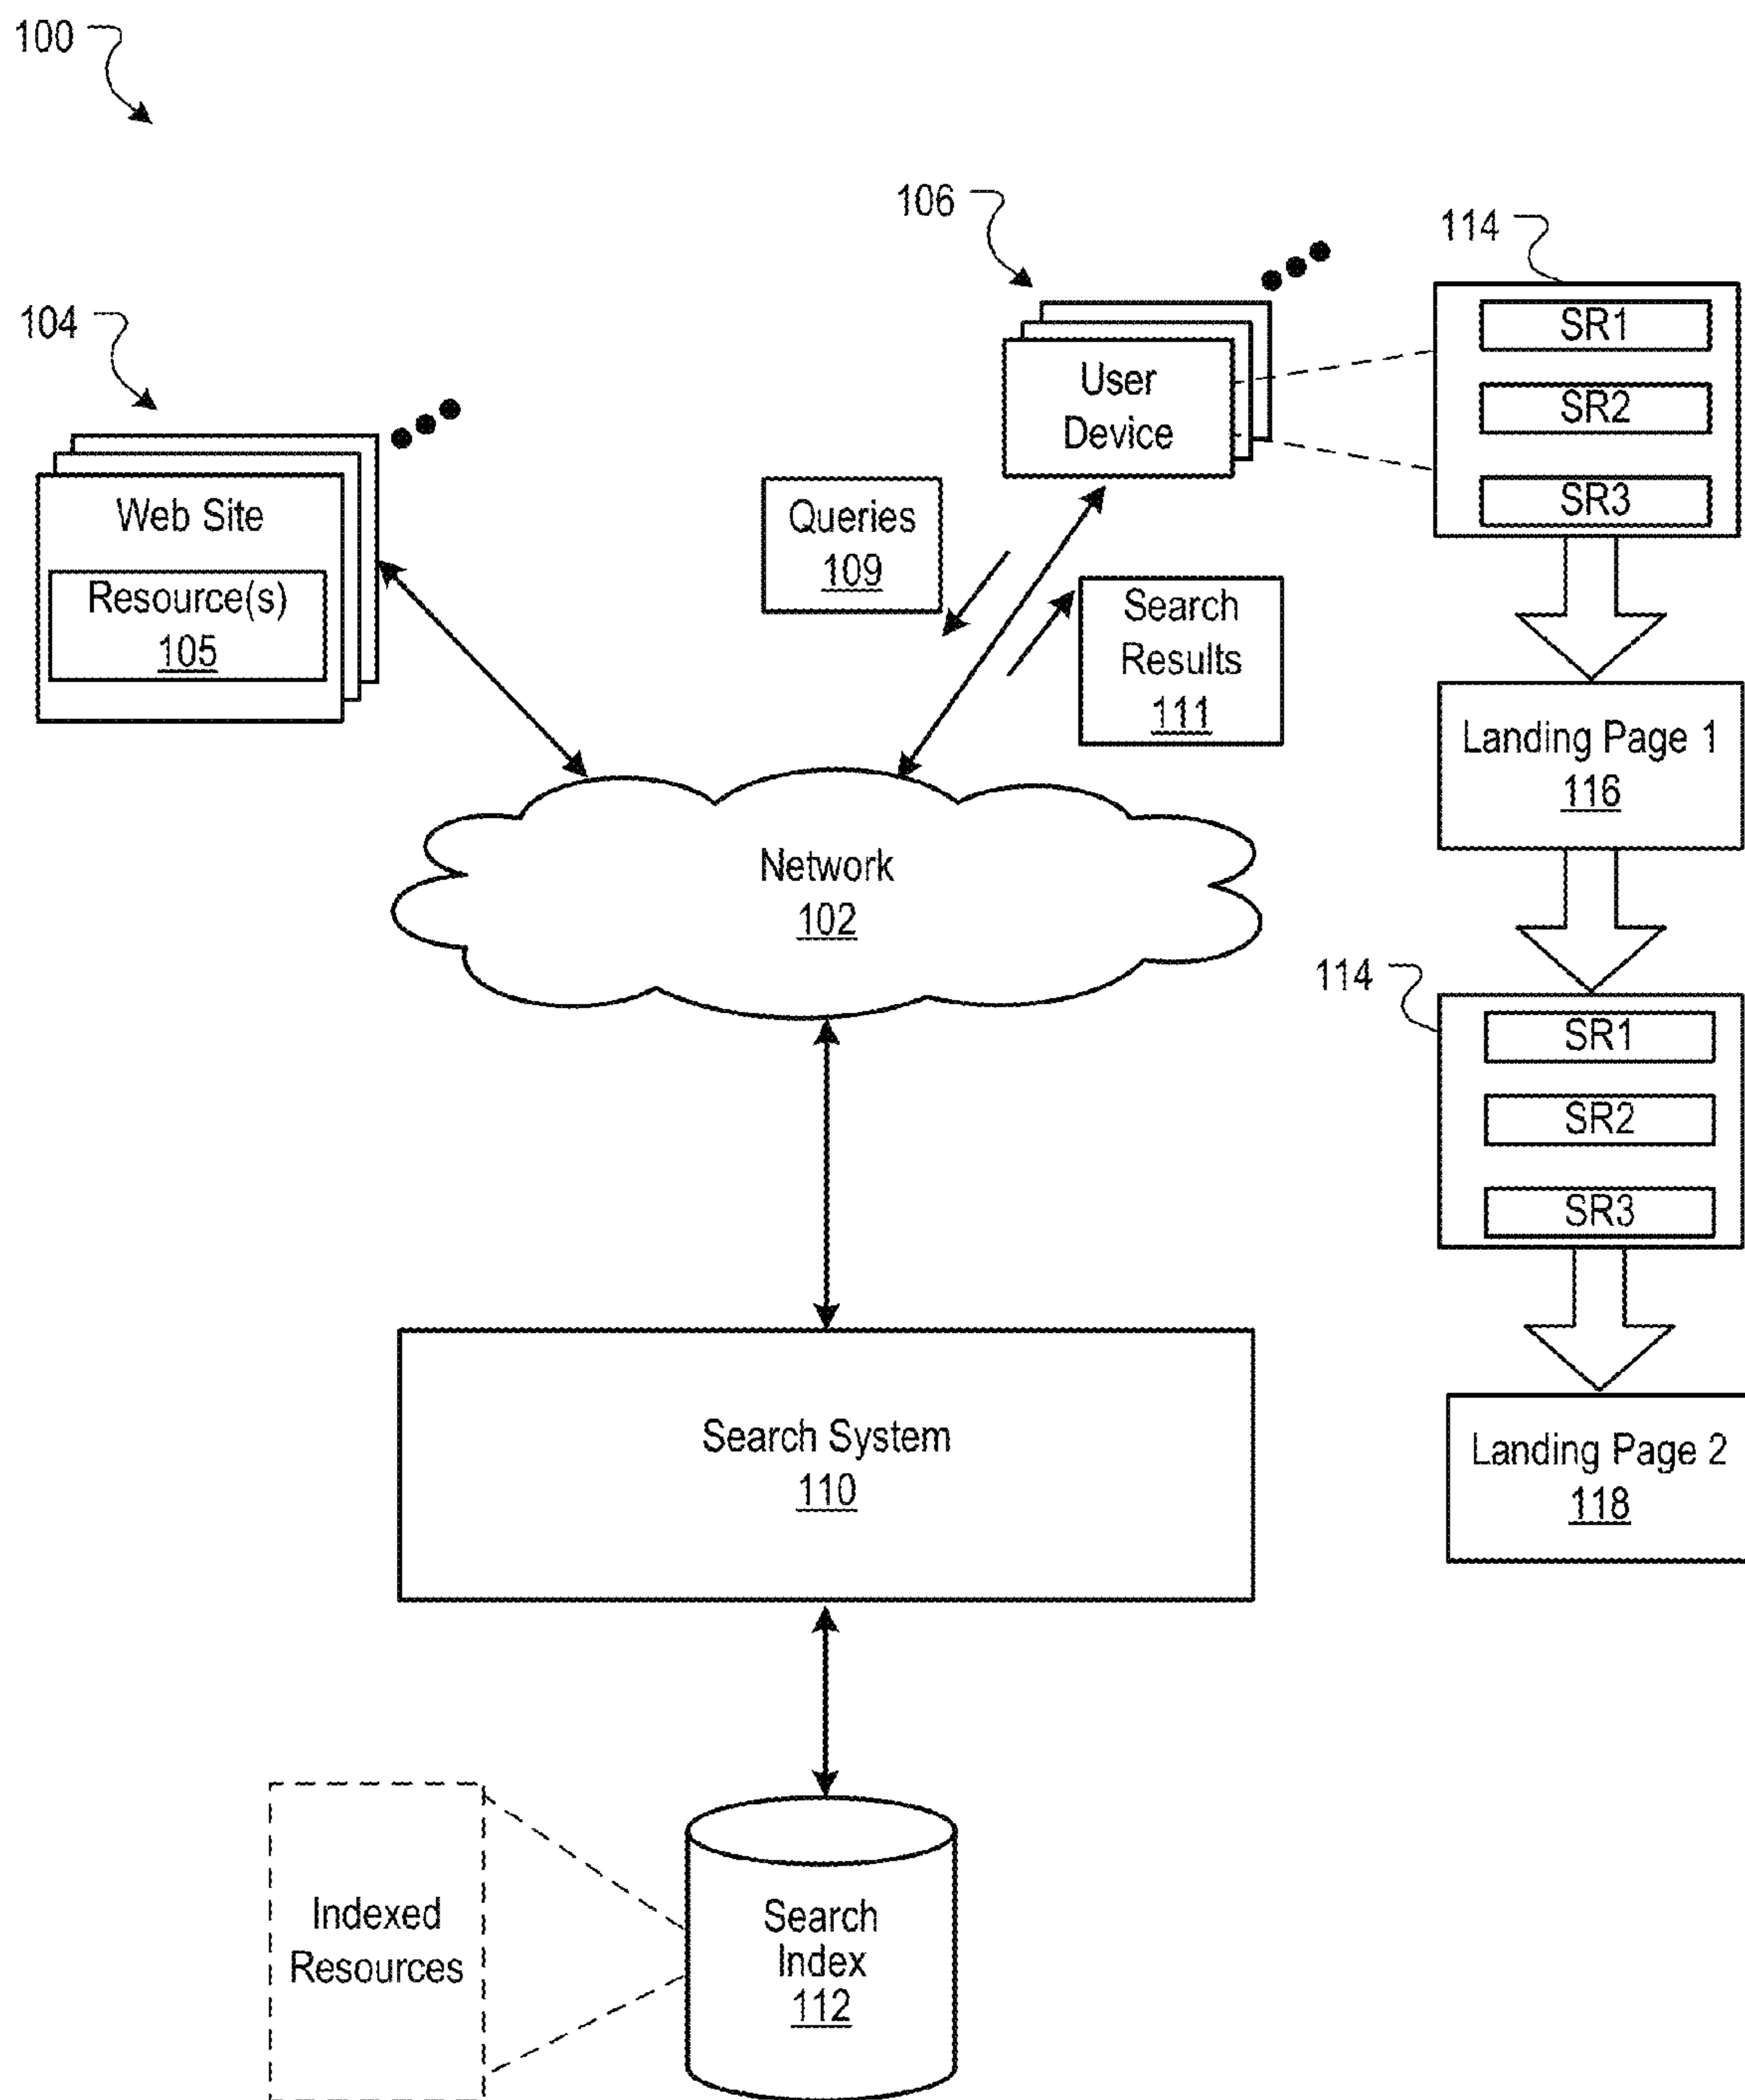 100
106
114
SR1
SR2
SR3
104
User
Device
Web Site
Resource(s)
105
Queries
109
Search
Results
111
Landing Page 1
116
Network
102
114
SR1
SR2
SR3
Search System
110
Landing Page 2
118
Indexed
Resources
Search
Index
112